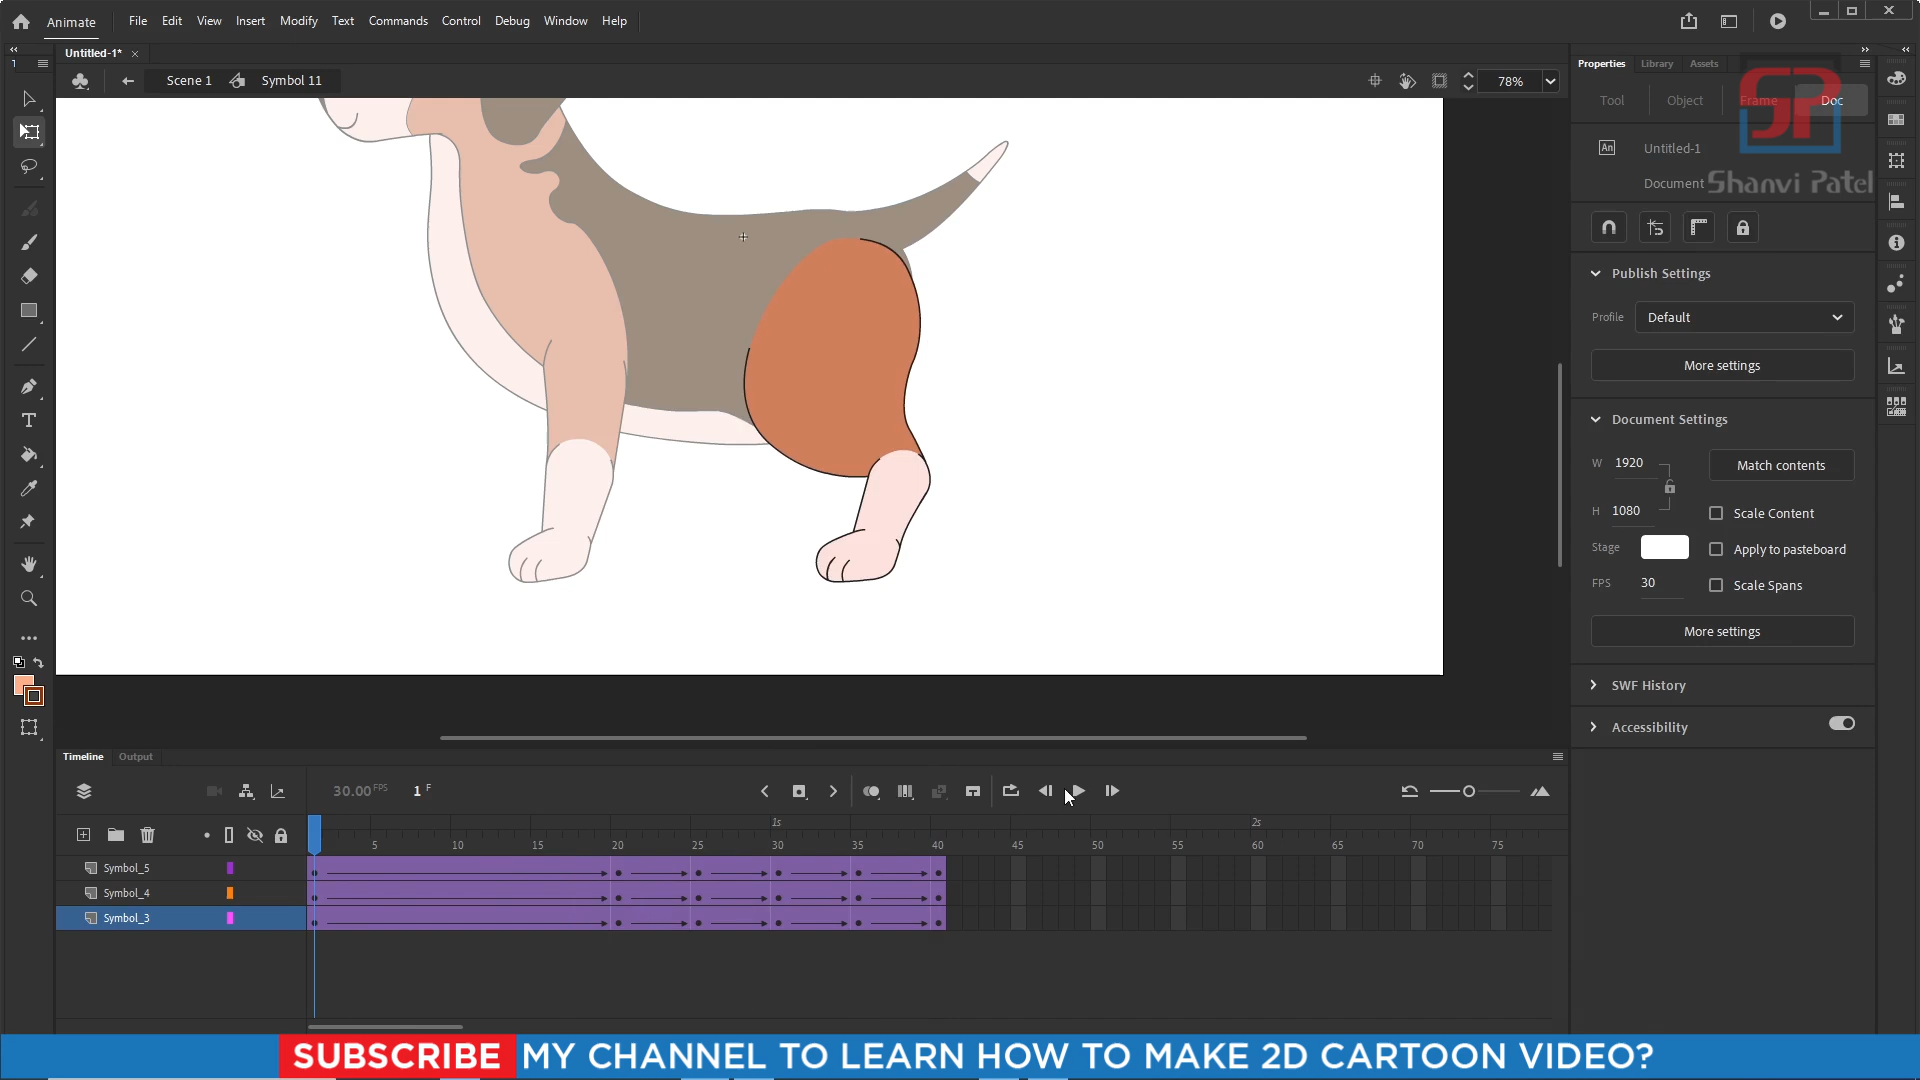 Animate
File Edit View Insert Modify Text Commands Control Debug Window Help
Untitled-1*
Scene 1 Symbol 11
78%
Properties Library Assets
Tool Object Frame Doc
An Untitled-1
Document
Shanvi Patel
Publish Settings
Profile Default
More settings
Document Settings
W 1920 Match contents
H 1080 Scale Content
Stage Apply to pasteboard
FPS 30 Scale Spans
More settings
SWF History
Accessibility
Timeline Output
30.00 FPS 1 F
1s 2s
5 10 15 20 25 30 35 40 45 50 55 60 65 70 75
Symbol_5
Symbol_4
Symbol_3
SUBSCRIBE MY CHANNEL TO LEARN HOW TO MAKE 2D CARTOON VIDEO?